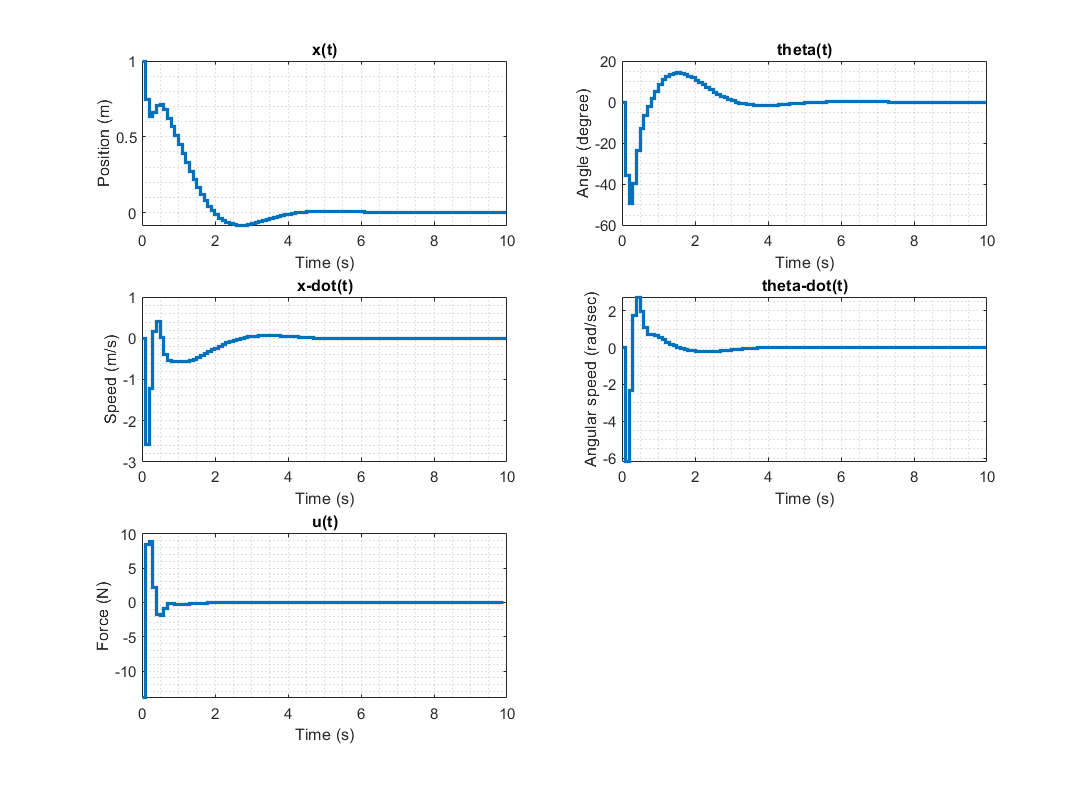 x(t)
Position (m)
1
0.5
0
0 2 4 6 8 10
Time (s)
theta(t)
Angle (degree)
20
0
-20
-40
-60
0 2 4 6 8 10
Time (s)
x-dot(t)
Speed (m/s)
1
0
-1
-2
-3
0 2 4 6 8 10
Time (s)
theta-dot(t)
Angular speed (rad/sec)
2
0
-2
-4
-6
0 2 4 6 8 10
Time (s)
u(t)
Force (N)
10
5
0
-5
-10
0 2 4 6 8 10
Time (s)